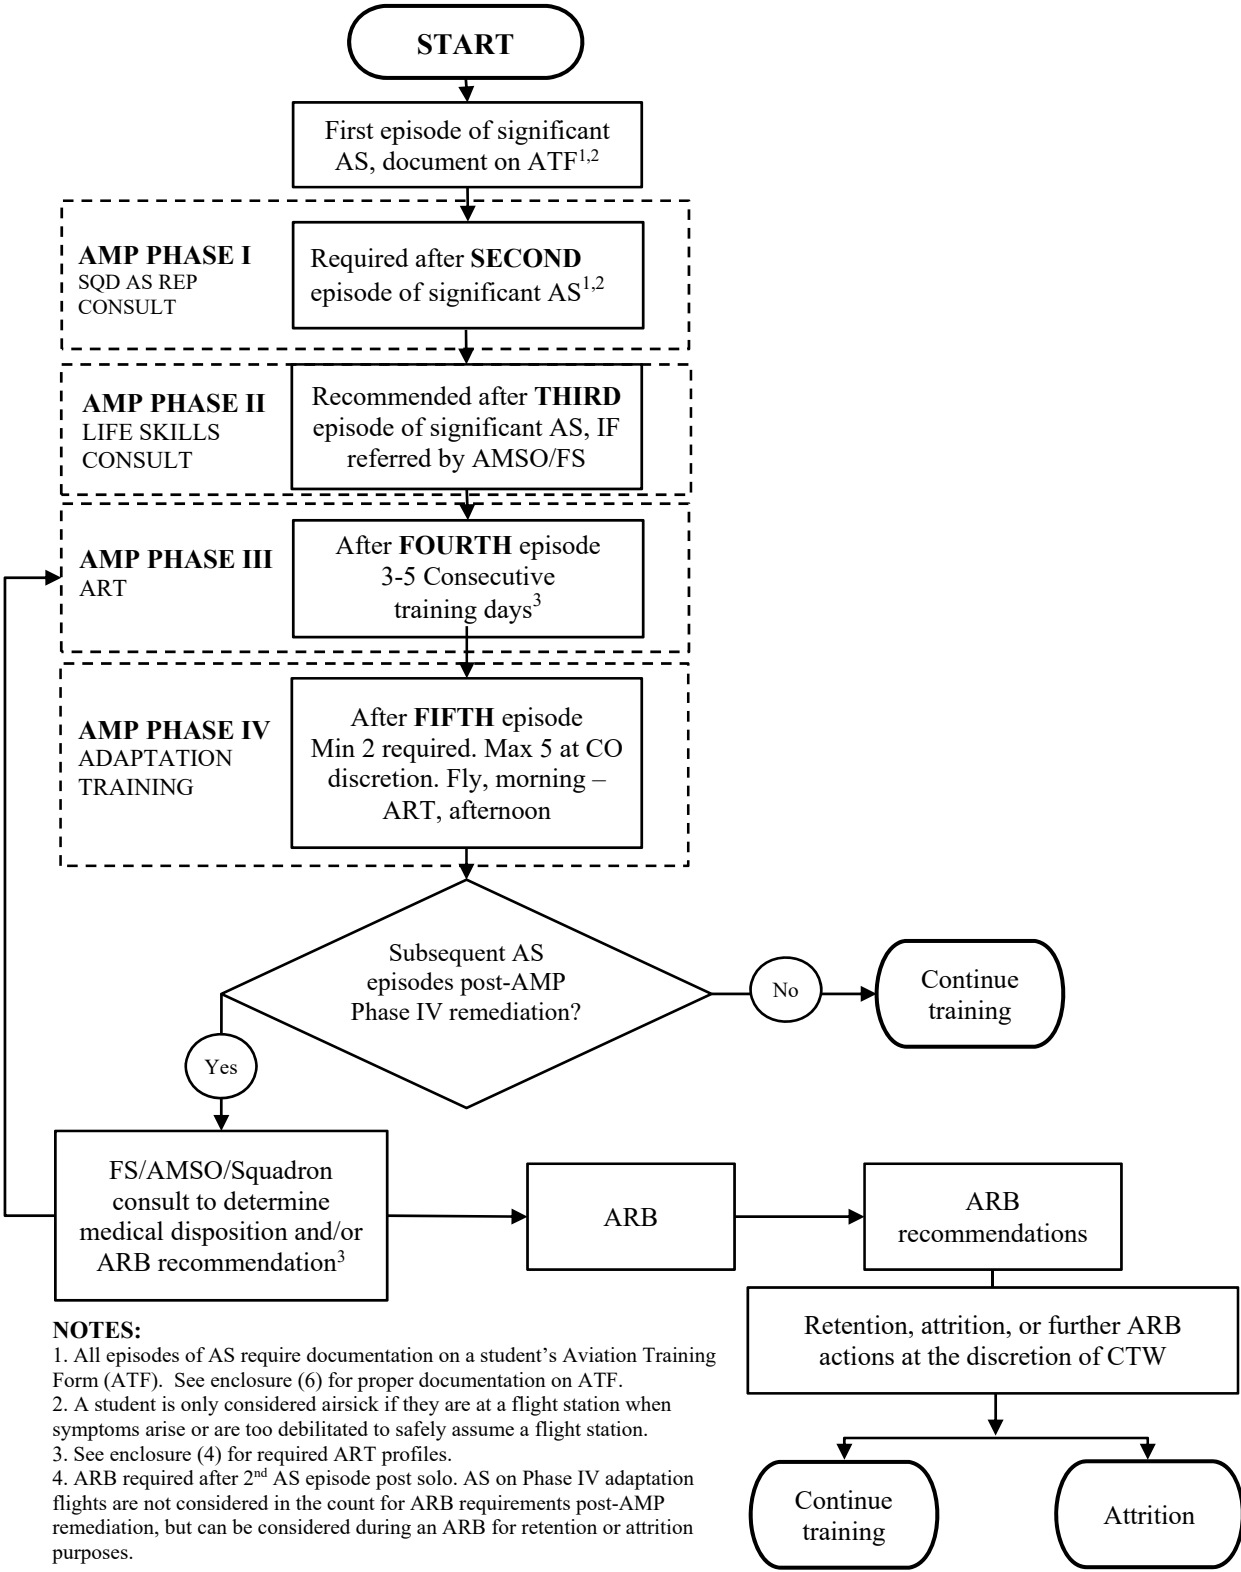 START
First episode of significant
AS, document on ATF1,2
AMP PHASE I
SQD AS REP
CONSULT
Required after SECOND
episode of significant AS1,2
AMP PHASE II
LIFE SKILLS
CONSULT
Recommended after THIRD
episode of significant AS, IF
referred by AMSO/FS
AMP PHASE III
ART
After FOURTH episode
3-5 Consecutive
training days3
AMP PHASE IV
ADAPTATION
TRAINING
After FIFTH episode
Min 2 required. Max 5 at CO
discretion. Fly, morning –
ART, afternoon
Subsequent AS
episodes post-AMP
Phase IV remediation?
No
Continue
training
Yes
FS/AMSO/Squadron
consult to determine
medical disposition and/or
ARB recommendation3
ARB
ARB
recommendations
Retention, attrition, or further ARB
actions at the discretion of CTW
Continue
training
Attrition
NOTES:
1. All episodes of AS require documentation on a student’s Aviation Training
Form (ATF).  See enclosure (6) for proper documentation on ATF.
2. A student is only considered airsick if they are at a flight station when
symptoms arise or are too debilitated to safely assume a flight station.
3. See enclosure (4) for required ART profiles.
4. ARB required after 2nd AS episode post solo. AS on Phase IV adaptation
flights are not considered in the count for ARB requirements post-AMP
remediation, but can be considered during an ARB for retention or attrition
purposes.